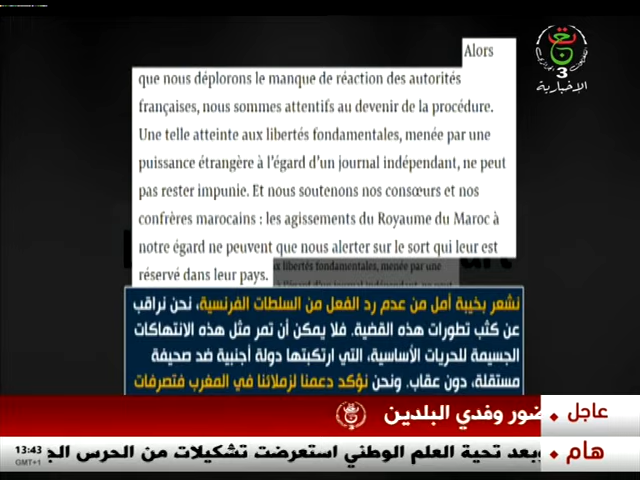 3
الإخبارية
Alors
que nous déplorons le manque de réaction des autorités
françaises, nous sommes attentifs au devenir de la procédure.
Une telle atteinte aux libertés fondamentales, menée par une
puissance étrangère à l'égard d'un journal indépendant, ne peut
pas rester impunie. Et nous soutenons nos consœurs et nos
confrères marocains : les agissements du Royaume du Maroc à
notre égard ne peuvent que nous alerter sur le sort qui leur est
réservé dans leur pays.
libertés fondamentales, menée par une
نشعر بخيبة أمل من عدم رد الفعل من السلطات الفرنسية، نحن نراقب
عن كثب تطورات هذه القضية. فلا يمكن أن تمر مثل هذه الانتهاكات
الجسيمة للحريات الأساسية، التي ارتكبتها دولة أجنبية ضد صحيفة
مستقلة، دون عقاب. ونحن نؤكد دعمنا لزملائنا في المغرب فتصرفات
عاجل
ضور وفدي البلدين
3
هام
وبعد تحية العلم الوطني استعرضت تشكيلات من الحرس الج
13:43
GMT+1